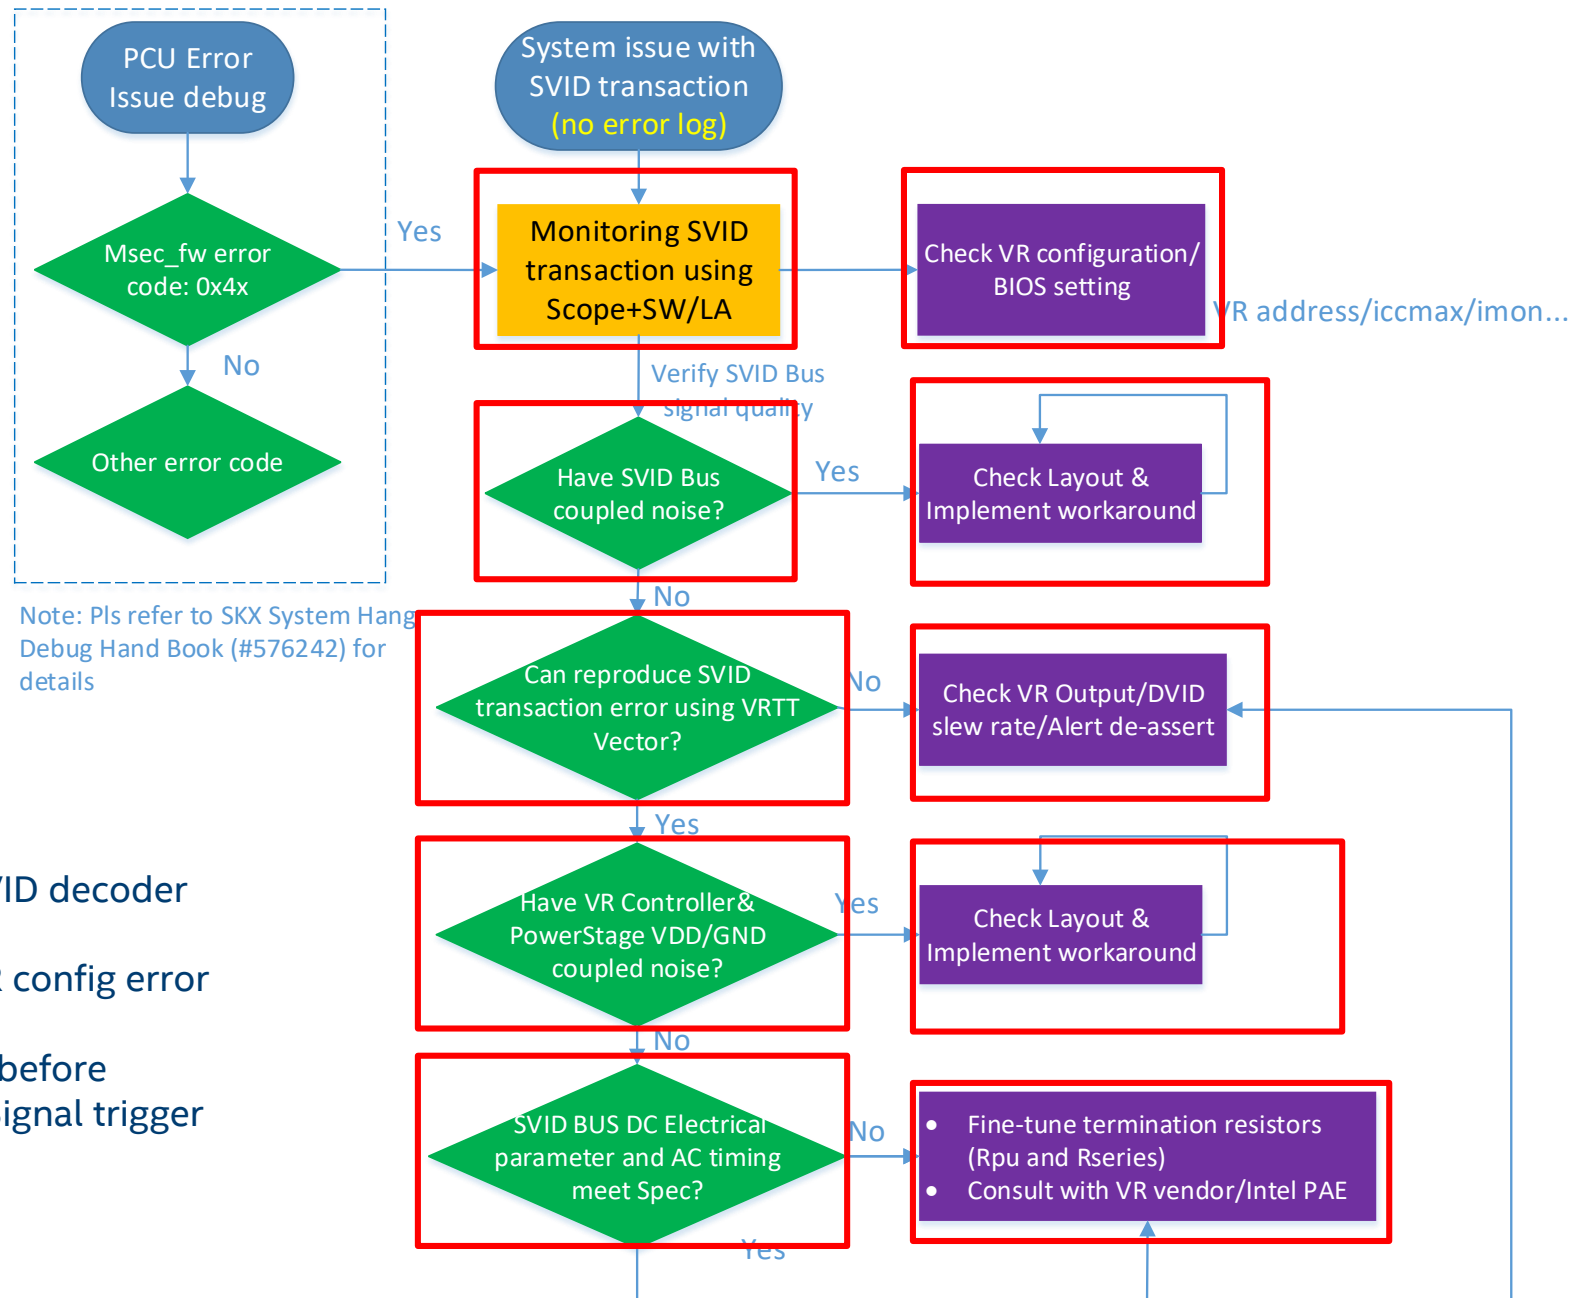 PCU Error
Issue debug
System issue with
SVID transaction
(no error log)
Msec_fw error
code: 0x4x
Yes
Monitoring SVID
transaction using
Scope+SW/LA
Check VR configuration/
BIOS setting
VR address/iccmax/imon...
No
Verify SVID Bus
signal quality
Other error code
Have SVID Bus
coupled noise?
Yes
Check Layout &
Implement workaround
No
Note: Pls refer to SKX System Hang
Debug Hand Book (#576242) for
details
Can reproduce SVID
transaction error using VRTT
Vector?
No
Check VR Output/DVID
slew rate/Alert de-assert
Yes
VID decoder
Have VR Controller&
PowerStage VDD/GND
coupled noise?
Yes
Check Layout &
Implement workaround
config error
No
before
signal trigger
SVID BUS DC Electrical
parameter and AC timing
meet Spec?
No
• Fine-tune termination resistors
(Rpu and Rseries)
• Consult with VR vendor/Intel PAE
Yes